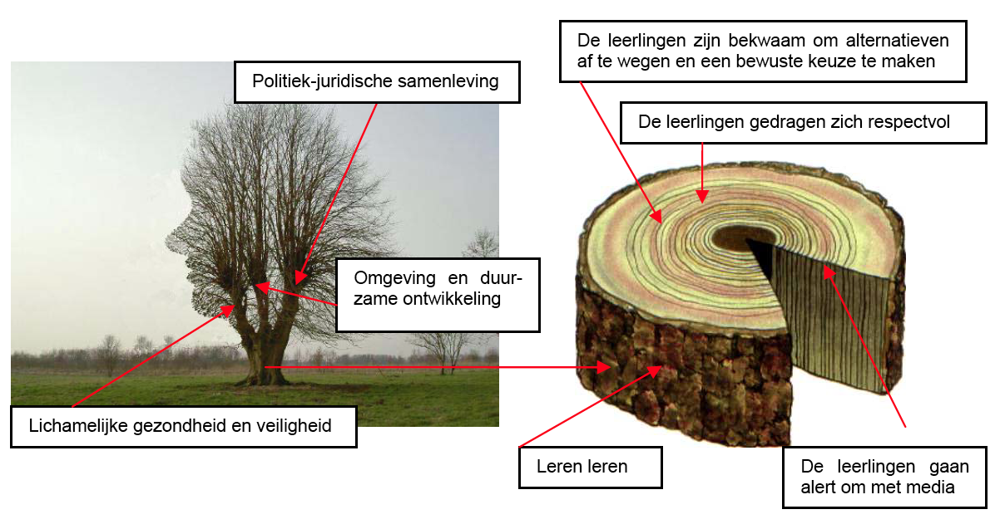 De leerlingen zijn bekwaam om alternatieven
af te wegen en een bewuste keuze te maken
Politiek-juridische samenleving
De leerlingen gedragen zich respectvol
Omgeving en duur-
zame ontwikkeling
Lichamelijke gezondheid en veiligheid
Leren leren
De leerlingen gaan
alert om met media